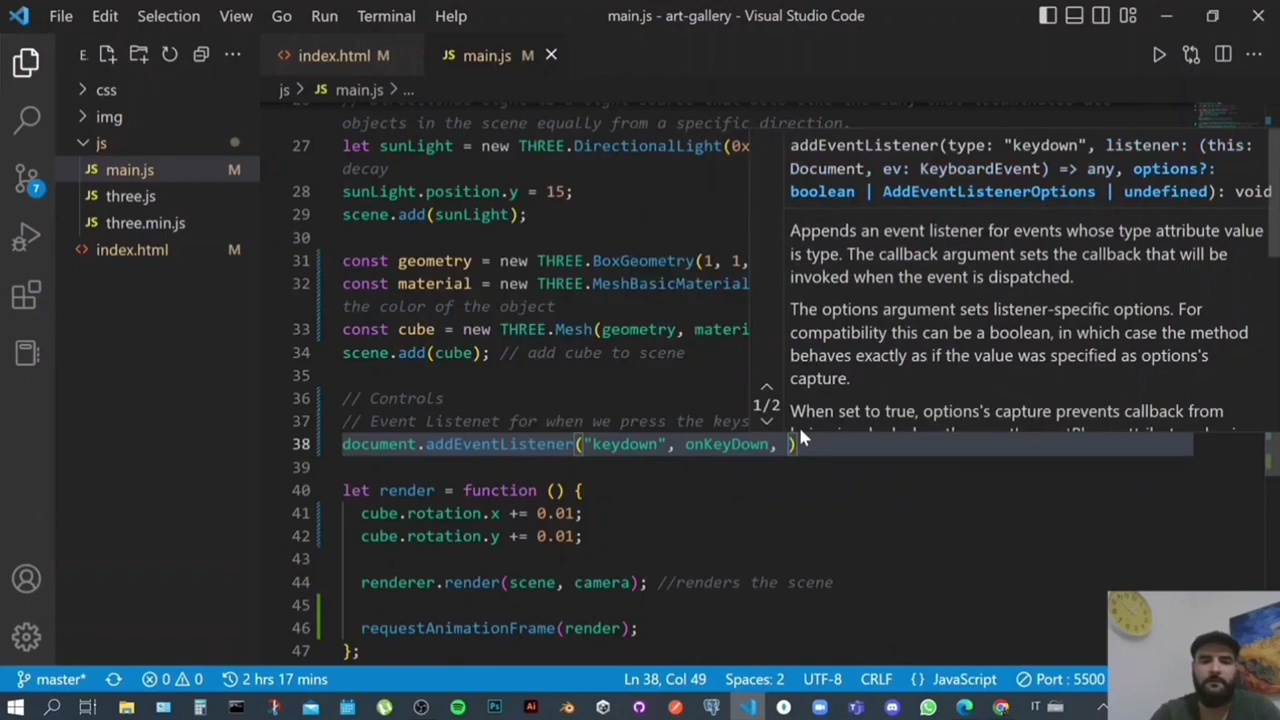 File Edit Selection View Go Run Terminal Help
main.js - art-gallery - Visual Studio Code
E.
index.html M
main.js M
js > JS main.js > ...
css
img
js
JS main.js M
JS three.js
JS three.min.js
index.html M
7
objects in the scene equally from a specific direction.
27 let sunLight = new THREE.DirectionalLight(0x
decay
28 sunLight.position.y = 15;
29 scene.add(sunLight);
30
31 const geometry = new THREE.BoxGeometry(1, 1,
32 const material = new THREE.MeshBasicMaterial
the color of the object
33 const cube = new THREE.Mesh(geometry, materi
34 scene.add(cube); // add cube to scene
35
36 // Controls
37 // Event Listenet for when we press the keys
38 document.addEventListener("keydown", onKeyDown, )
39
40 let render = function () {
41 cube.rotation.x += 0.01;
42 cube.rotation.y += 0.01;
43
44 renderer.render(scene, camera); //renders the scene
45
46 requestAnimationFrame(render);
47 };
addEventListener(type: "keydown", listener: (this:
Document, ev: KeyboardEvent) => any, options?:
boolean | AddEventListenerOptions | undefined): void
Appends an event listener for events whose type attribute value
is type. The callback argument sets the callback that will be
invoked when the event is dispatched.
The options argument sets listener-specific options. For
compatibility this can be a boolean, in which case the method
behaves exactly as if the value was specified as options's
capture.
1/2
When set to true, options's capture prevents callback from
master* 0 0 2 hrs 17 mins Ln 38, Col 49 Spaces: 2 UTF-8 CRLF {} JavaScript Port : 5500
IT